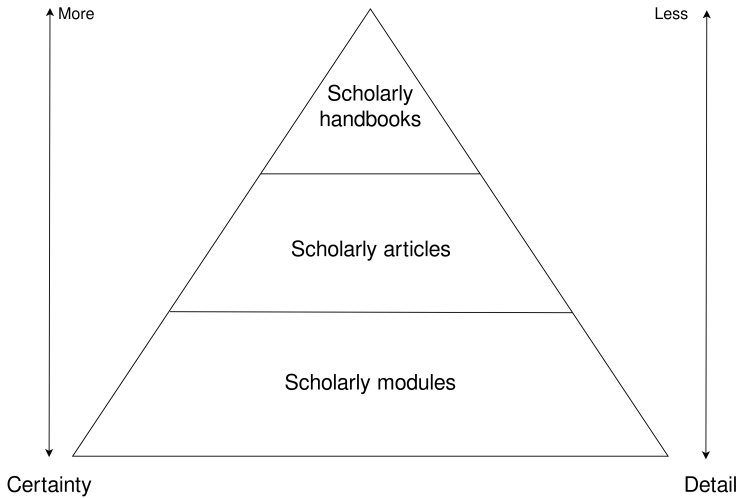 More
Less
Scholarly
handbooks
Scholarly articles
Scholarly modules
Certainty
Detail